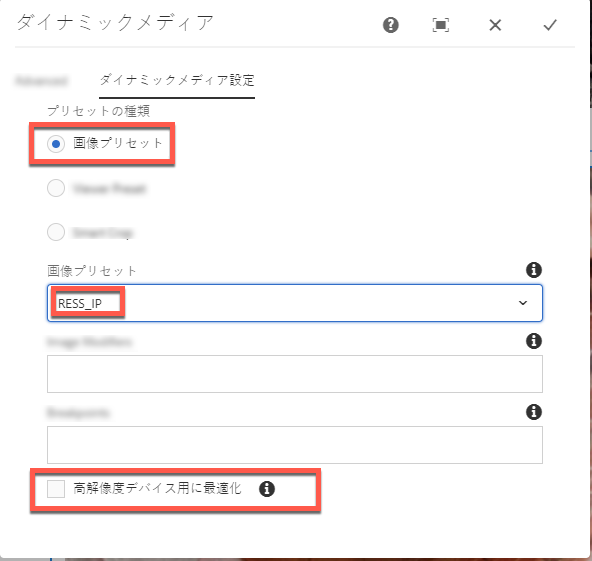 ダイナミックメディア
Advanced ダイナミックメディア設定
プリセットの種類
画像プリセット
Viewer Preset
Smart Crop
画像プリセット
RESS_IP
Image Modifiers
Breakpoints
高解像度デバイス用に最適化